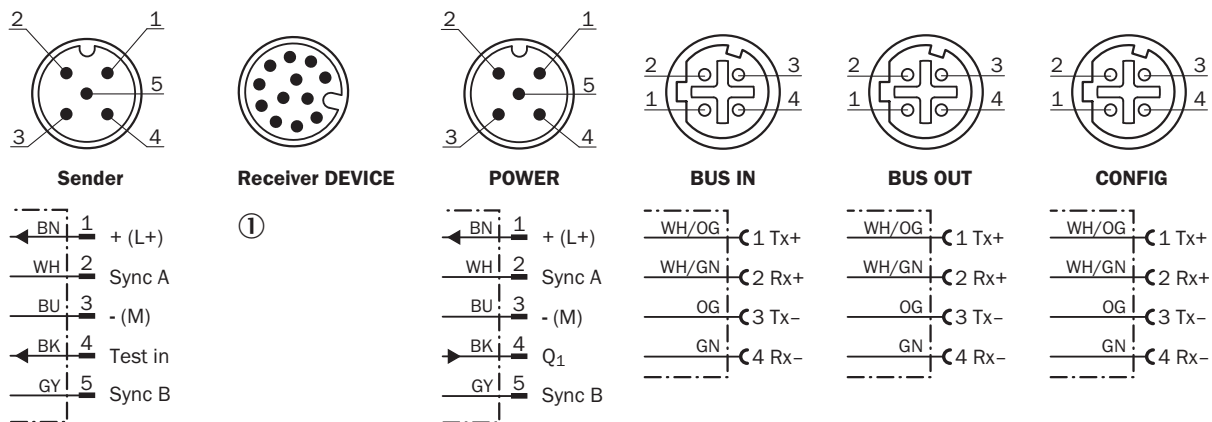 2 1
5
3 4
Sender
BN 1 + (L+)
WH 2 Sync A
BU 3 - (M)
BK 4 Test in
GY 5 Sync B
Receiver DEVICE
①
2 1
5
3 4
POWER
BN 1 + (L+)
WH 2 Sync A
BU 3 - (M)
BK 4 Q₁
GY 5 Sync B
2 3
1 4
BUS IN
WH/OG 1 Tx+
WH/GN 2 Rx+
OG 3 Tx–
GN 4 Rx–
2 3
1 4
BUS OUT
WH/OG 1 Tx+
WH/GN 2 Rx+
OG 3 Tx–
GN 4 Rx–
2 3
1 4
CONFIG
WH/OG 1 Tx+
WH/GN 2 Rx+
OG 3 Tx–
GN 4 Rx–